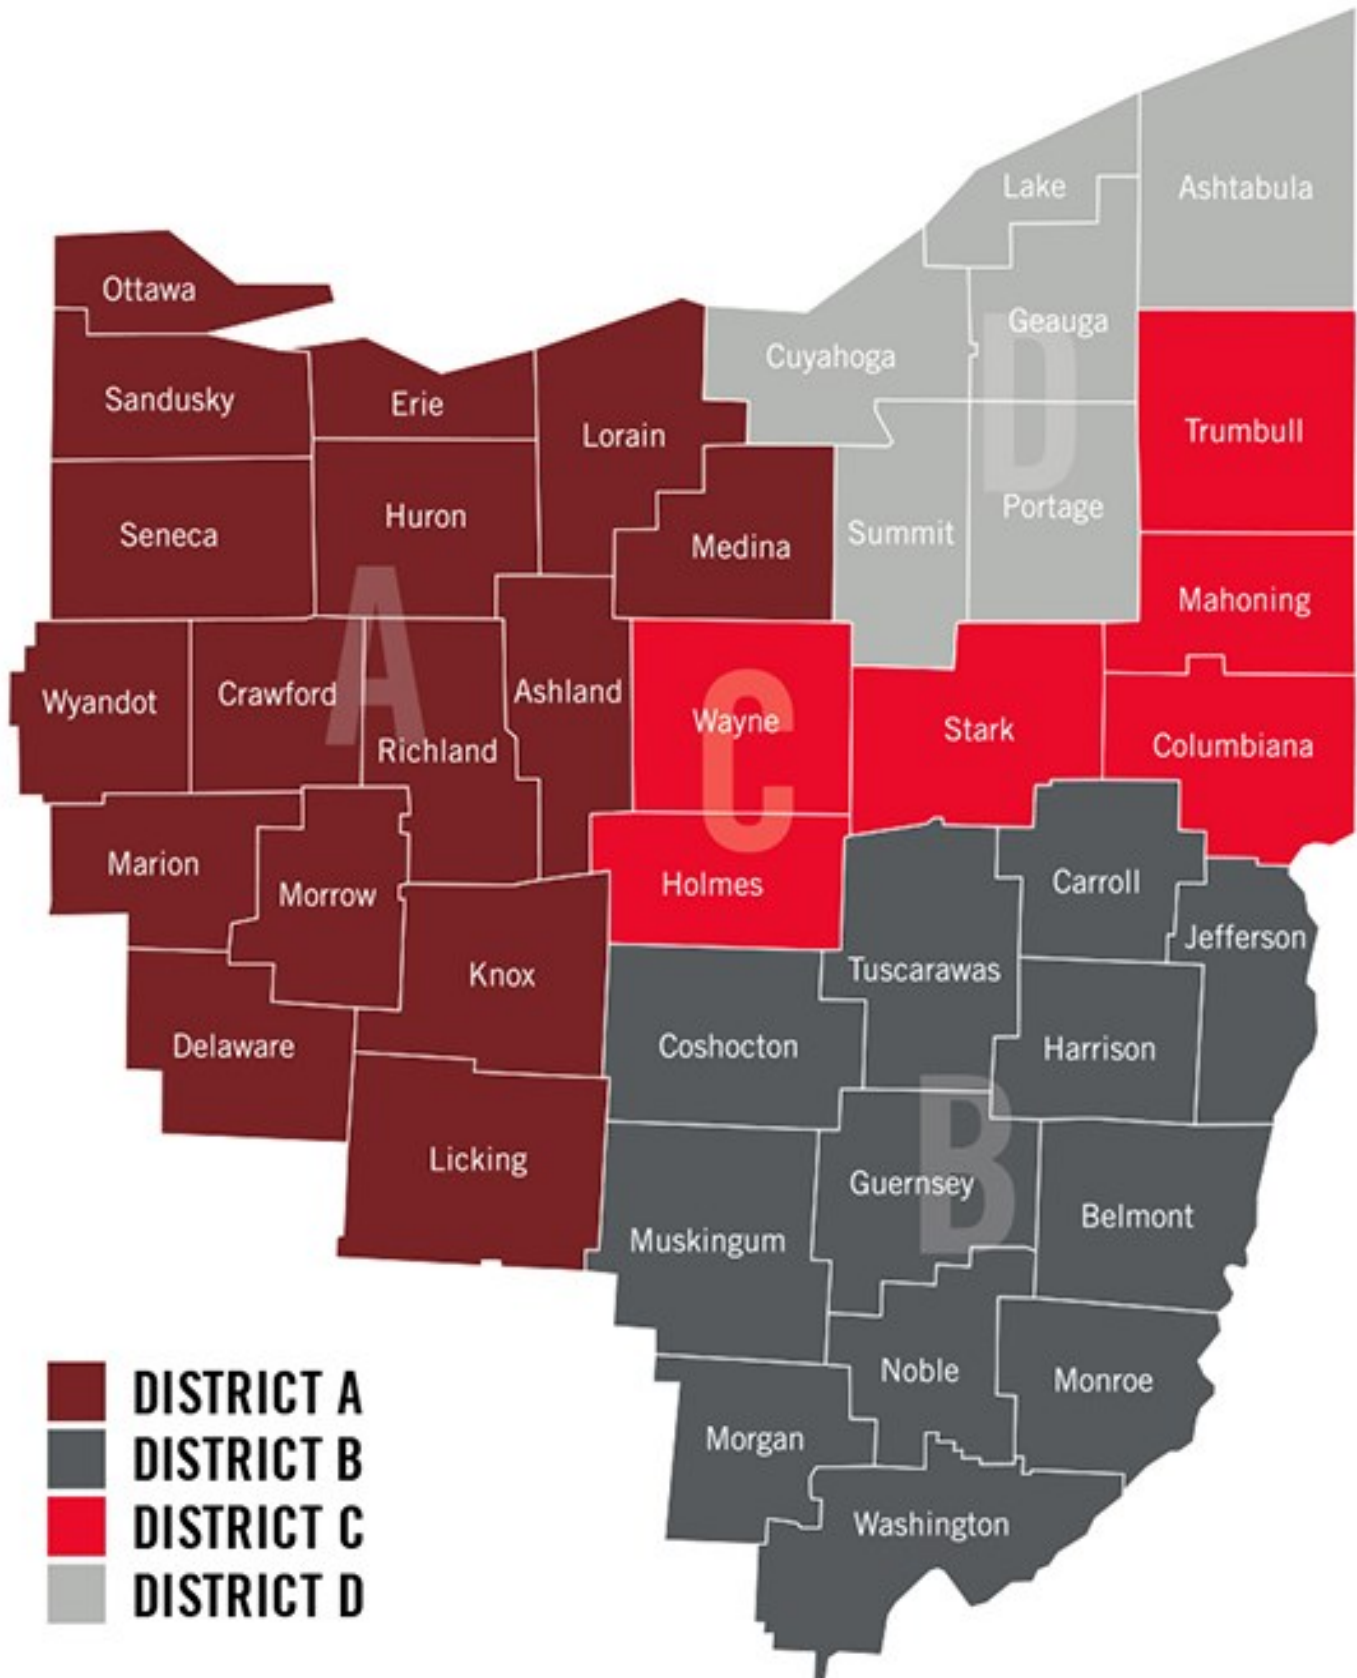 Lake
Ashtabula
Ottawa
Geauga
D
Cuyahoga
Sandusky
Erie
Lorain
Trumbull
Huron
Seneca
Medina
Summit
Portage
Mahoning
A
Wyandot
Crawford
Richland
Ashland
Wayne
C
Stark
Columbiana
Marion
Morrow
Holmes
Carroll
Jefferson
Knox
Tuscarawas
Delaware
Coshocton
Harrison
Licking
Guernsey
B
Belmont
Muskingum
Noble
Monroe
Morgan
Washington
DISTRICT A
DISTRICT B
DISTRICT C
DISTRICT D